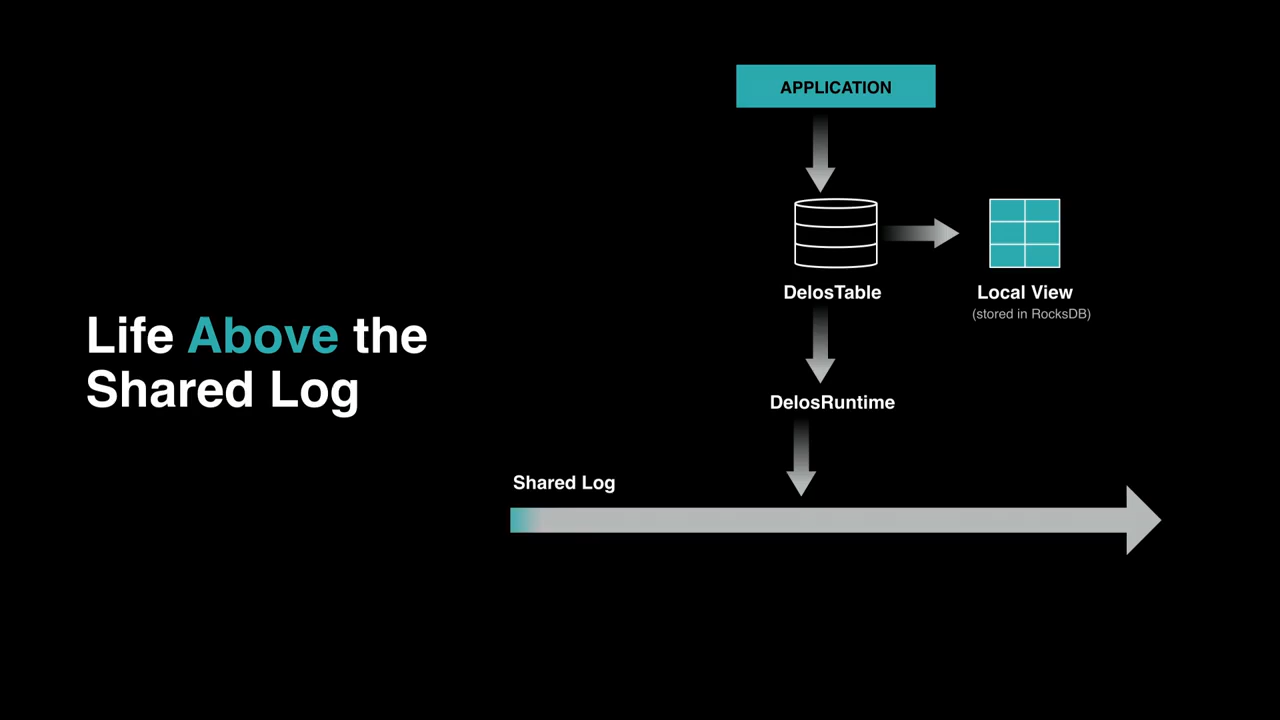 Life Above the
Shared Log
APPLICATION
DelosTable
Local View
(stored in RocksDB)
DelosRuntime
Shared Log